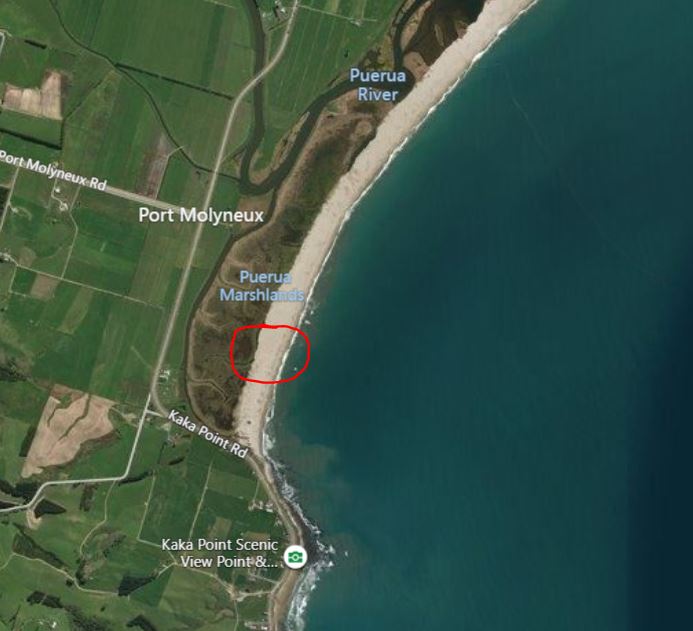 Puerua
River
Port Molyneux Rd
Port Molyneux
Puerua
Marshlands
Kaka Point Rd
Kaka Point Scenic
View Point &...